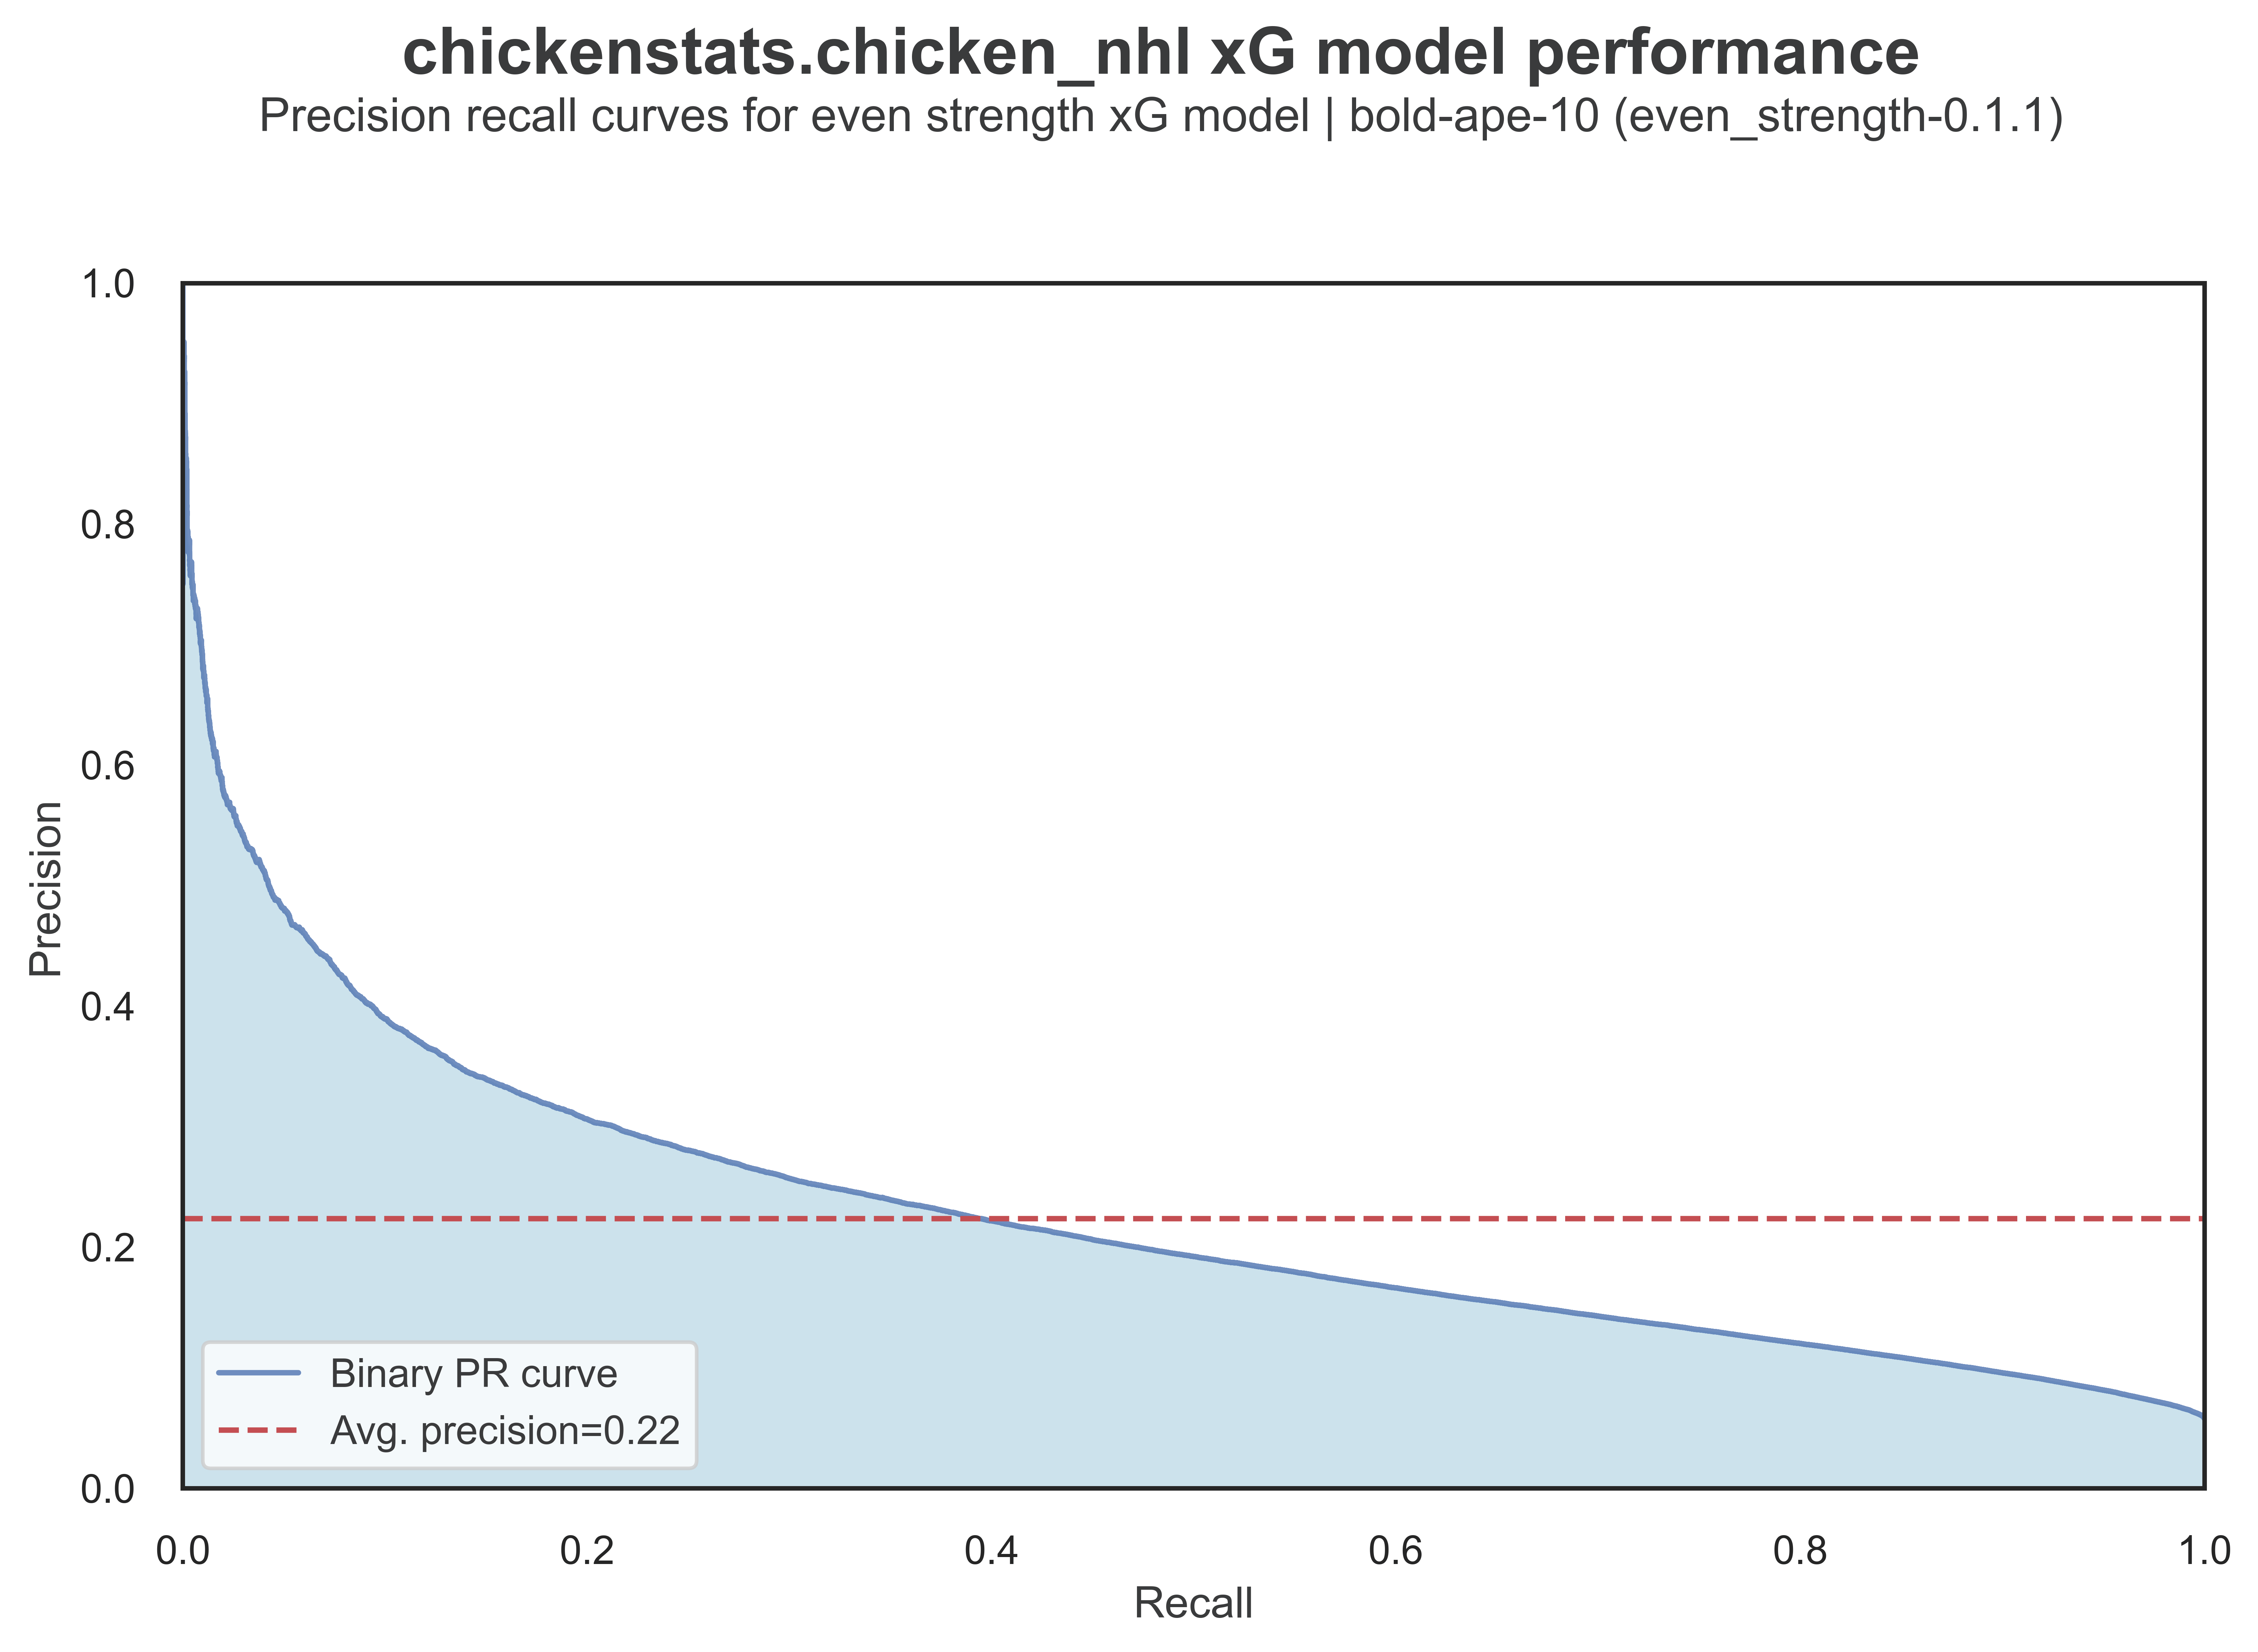 chickenstats.chicken_nhl xG model performance
Precision recall curves for even strength xG model | bold-ape-10 (even_strength-0.1.1)
1.0
0.8
0.6
0.4
0.2
0.0
Precision
Binary PR curve
Avg. precision=0.22
0.0 0.2 0.4 0.6 0.8 1.0
Recall